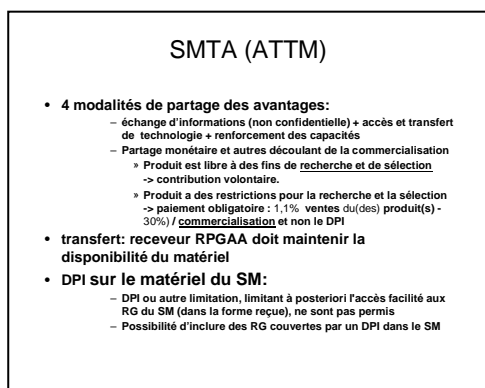 SMTA (ATTM)
• 4 modalités de partage des avantages:
– échange d'informations (non confidentielle) + accès et transfert
de technologie + renforcement des capacités
– Partage monétaire et autres découlant de la commercialisation
» Produit est libre à des fins de recherche et de sélection
-> contribution volontaire.
» Produit a des restrictions pour la recherche et la sélection
-> paiement obligatoire : 1,1% ventes du(des) produit(s) -
30%) / commercialisation et non le DPI
• transfert: receveur RPGAA doit maintenir la
disponibilité du matériel
• DPI sur le matériel du SM:
– DPI ou autre limitation, limitant à posteriori l'accès facilité aux
RG du SM (dans la forme reçue), ne sont pas permis
– Possibilité d'inclure des RG couvertes par un DPI dans le SM